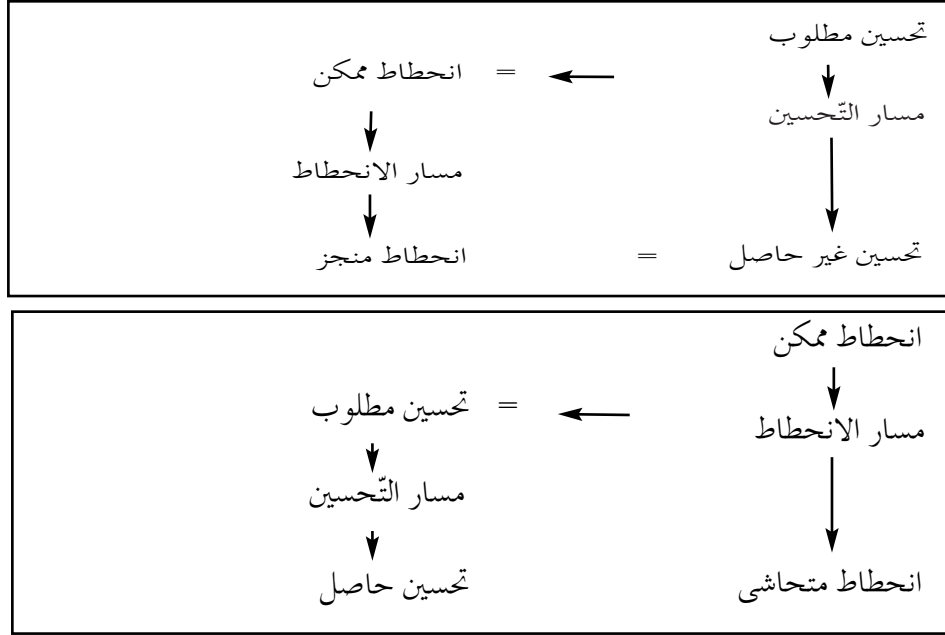 تحسين مطلوب
= انحطاط ممكن
مسار التّحسين
مسار الانحطاط
تحسين غير حاصل = انحطاط منجز
انحطاط ممكن
= تحسين مطلوب
مسار الانحطاط
مسار التّحسين
انحطاط متحاشى
تحسين حاصل